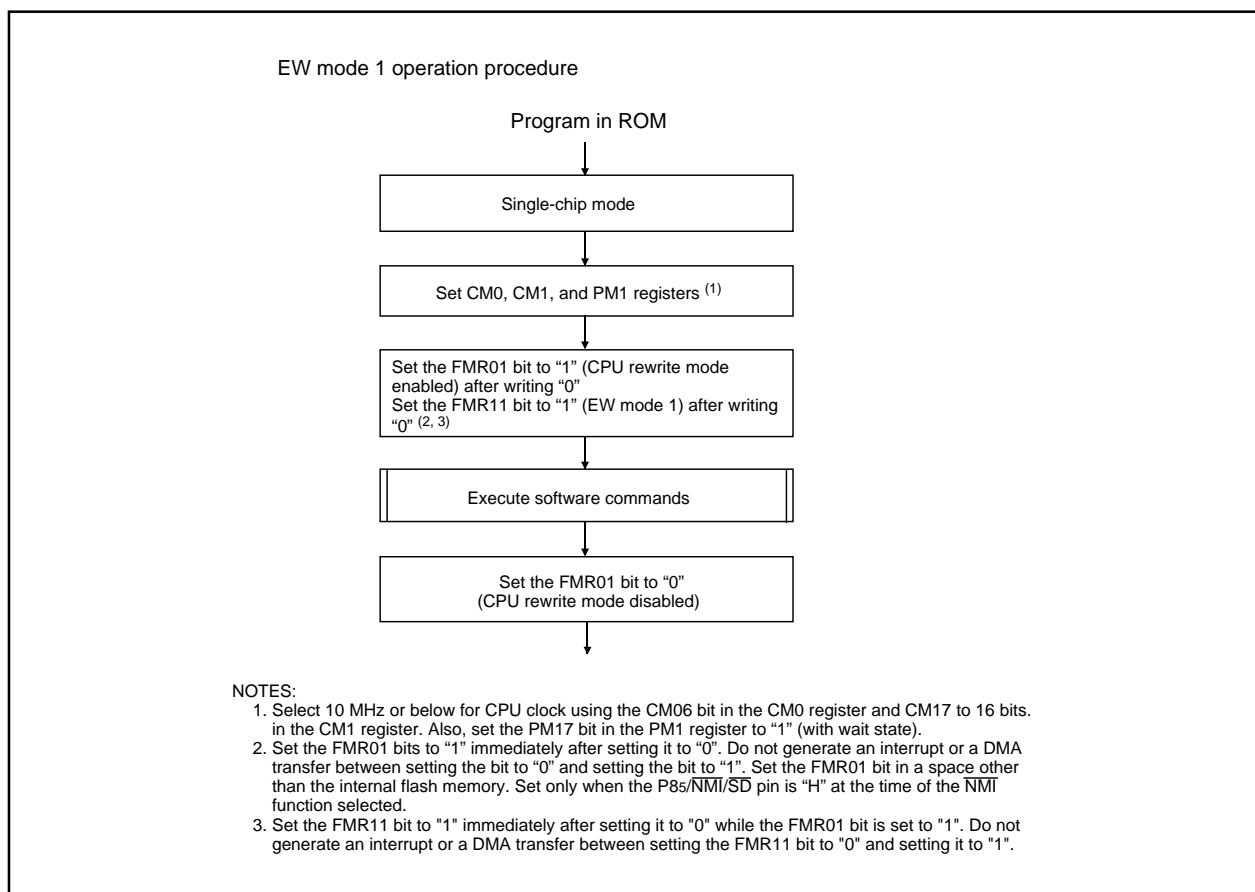 EW mode 1 operation procedure
Program in ROM
Single-chip mode
Set CM0, CM1, and PM1 registers (1)
Set the FMR01 bit to “1” (CPU rewrite mode
enabled) after writing “0”
Set the FMR11 bit to “1” (EW mode 1) after writing
“0” (2, 3)
Execute software commands
Set the FMR01 bit to “0”
(CPU rewrite mode disabled)
NOTES:
1. Select 10 MHz or below for CPU clock using the CM06 bit in the CM0 register and CM17 to 16 bits.
in the CM1 register. Also, set the PM17 bit in the PM1 register to “1” (with wait state).
2. Set the FMR01 bits to “1” immediately after setting it to “0”. Do not generate an interrupt or a DMA
transfer between setting the bit to “0” and setting the bit to “1”. Set the FMR01 bit in a space other
than the internal flash memory. Set only when the P85/NMI/SD pin is “H” at the time of the NMI
function selected.
3. Set the FMR11 bit to "1" immediately after setting it to "0" while the FMR01 bit is set to "1". Do not
generate an interrupt or a DMA transfer between setting the FMR11 bit to "0" and setting it to "1".